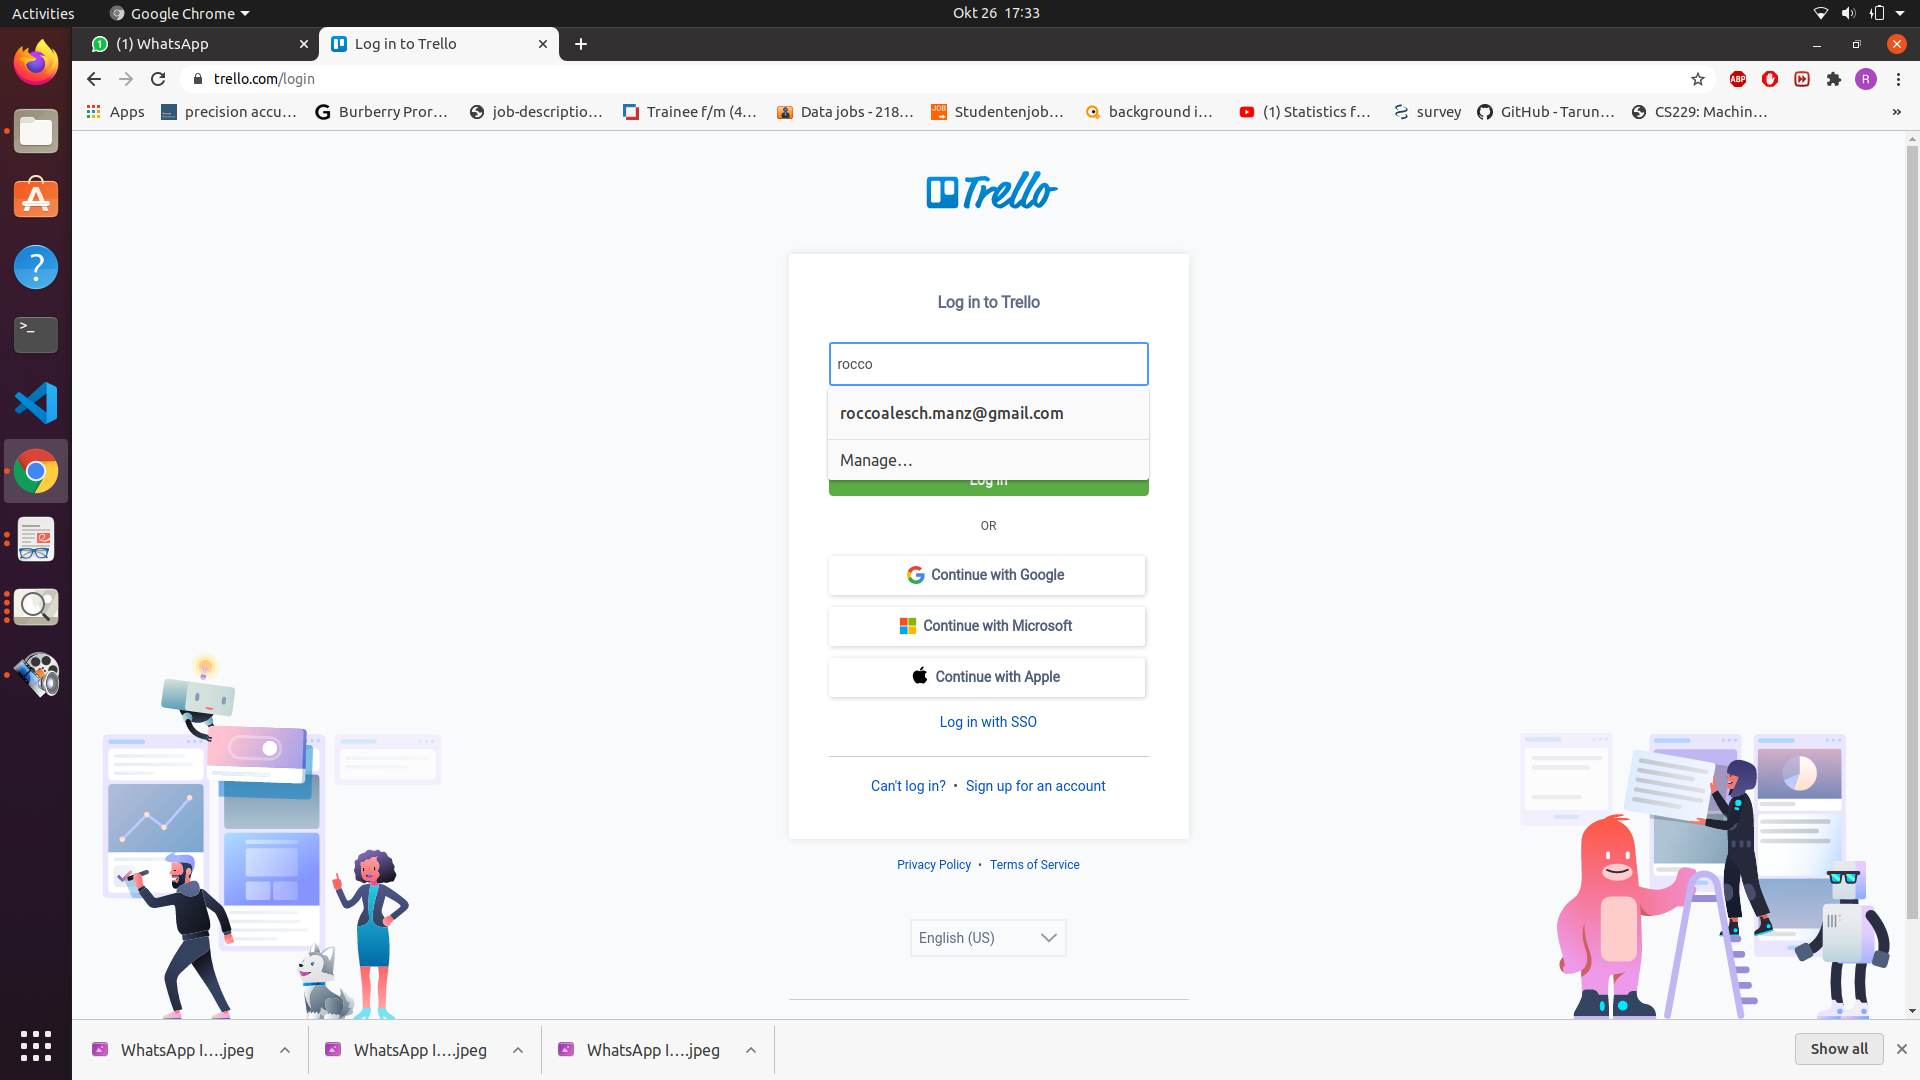 Activities
Google Chrome
Okt 26 17:33
(1) WhatsApp
Log in to Trello
trello.com/login
ABP
R
Apps
precision accu…
Burberry Pror…
job-descriptio…
Trainee f/m (4…
Data jobs - 218…
Studentenjob…
background i…
(1) Statistics f…
survey
GitHub - Tarun…
CS229: Machin…
»
Trello
Log in to Trello
rocco
roccoalesch.manz@gmail.com
Manage…
Log in
OR
Continue with Google
Continue with Microsoft
Continue with Apple
Log in with SSO
Can't log in? • Sign up for an account
Privacy Policy • Terms of Service
English (US)
WhatsApp I….jpeg
WhatsApp I….jpeg
WhatsApp I….jpeg
Show all